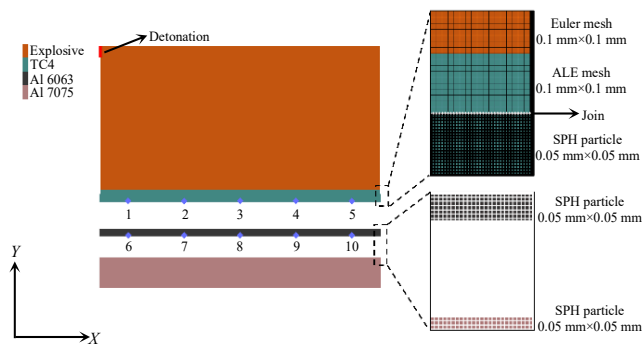 Detonation
Explosive
TC4
Al 6063
Al 7075
1 2 3 4 5
6 7 8 9 10
Y
X
Euler mesh
0.1 mm×0.1 mm
ALE mesh
0.1 mm×0.1 mm
Join
SPH particle
0.05 mm×0.05 mm
SPH particle
0.05 mm×0.05 mm
SPH particle
0.05 mm×0.05 mm